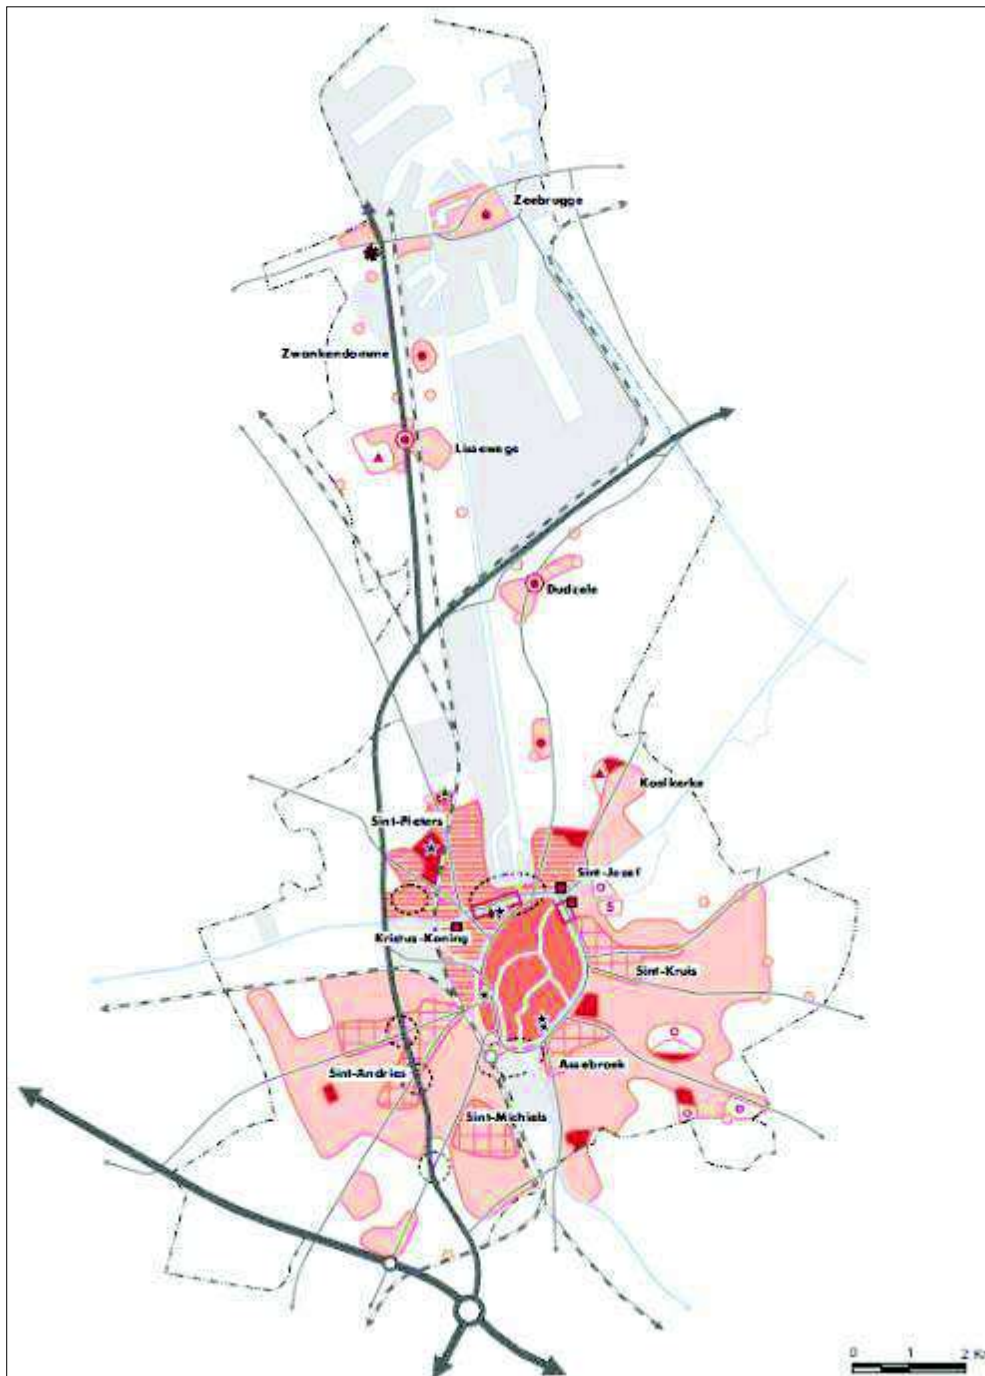 Zeebrugge
Zwankendamme
Lissewege
Dudzele
Koolkerke
Sint-Pieters
Sint-Jozef
5
Kristus-Koning
Sint-Kruis
Sint-Andries
Assebroek
Sint-Michiels
0 1 2 K